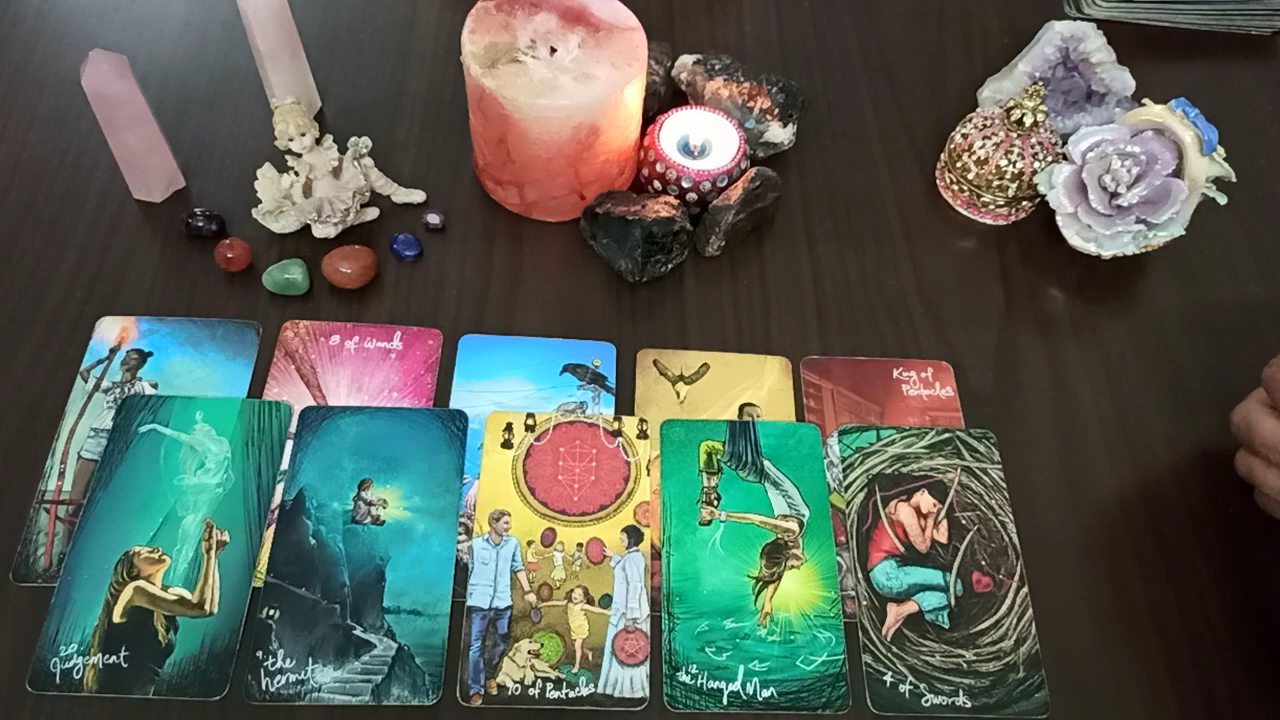 8 of Wands
King of
Pentacles
20
Judgement
9
the
hermit
10 of Pentacles
12
the Hanged Man
4 of Swords